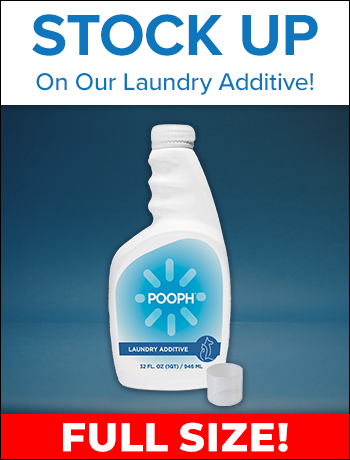 STOCK UP
On Our Laundry Additive!
POOPH
LAUNDRY ADDITIVE
32 FL. OZ (1QT) / 946 ML
FULL SIZE!